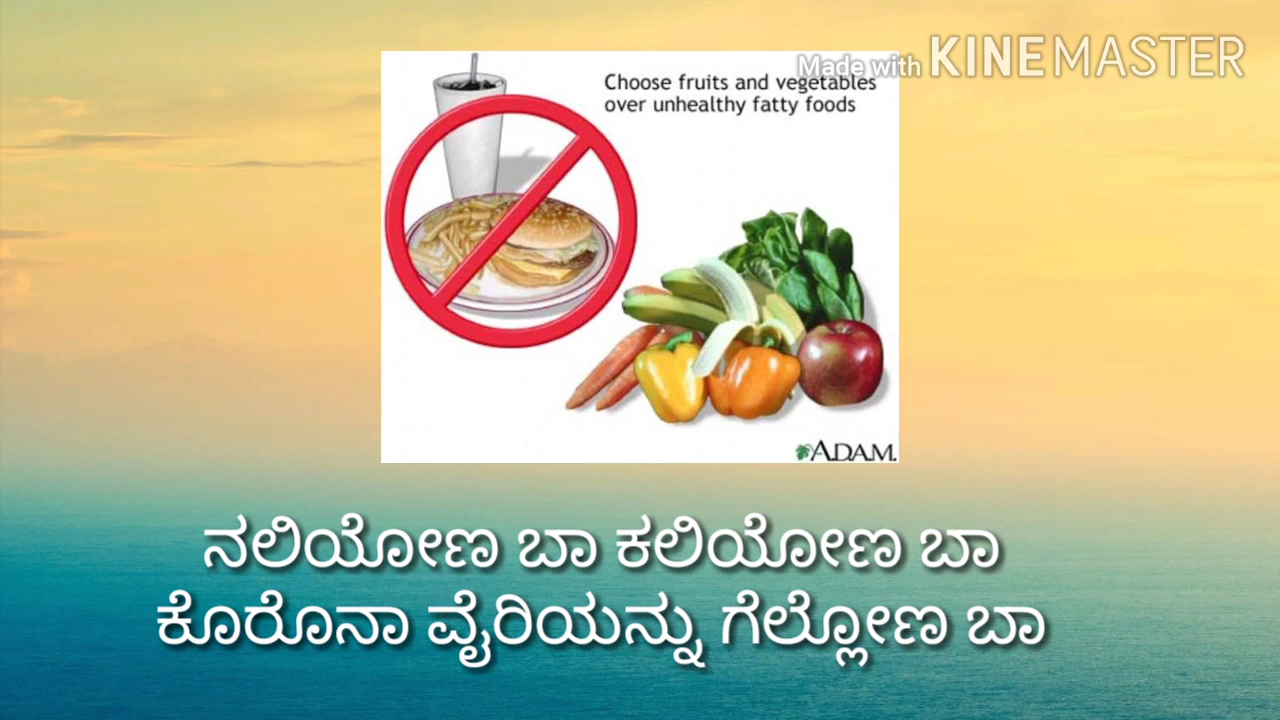 Made with KINEMASTER
Choose fruits and vegetables
over unhealthy fatty foods
ADAM.
ನಲಿಯೋಣ ಬಾ ಕಲಿಯೋಣ ಬಾ
ಕೊರೊನಾ ವೈರಿಯನ್ನು ಗೆಲ್ಲೋಣ ಬಾ